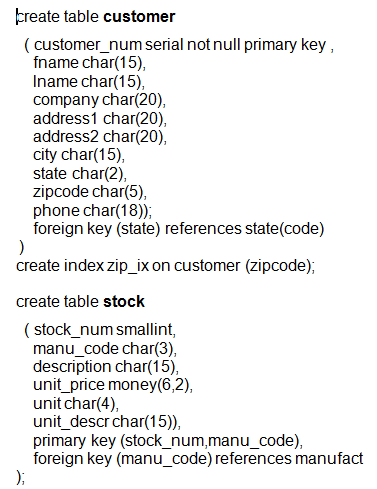 create table customer
( customer_num serial not null primary key ,
fname char(15),
lname char(15),
company char(20),
address1 char(20),
address2 char(20),
city char(15),
state char(2),
zipcode char(5),
phone char(18));
foreign key (state) references state(code)
)
create index zip_ix on customer (zipcode);
create table stock
( stock_num smallint,
manu_code char(3),
description char(15),
unit_price money(6,2),
unit char(4),
unit_descr char(15)),
primary key (stock_num,manu_code),
foreign key (manu_code) references manufact
);